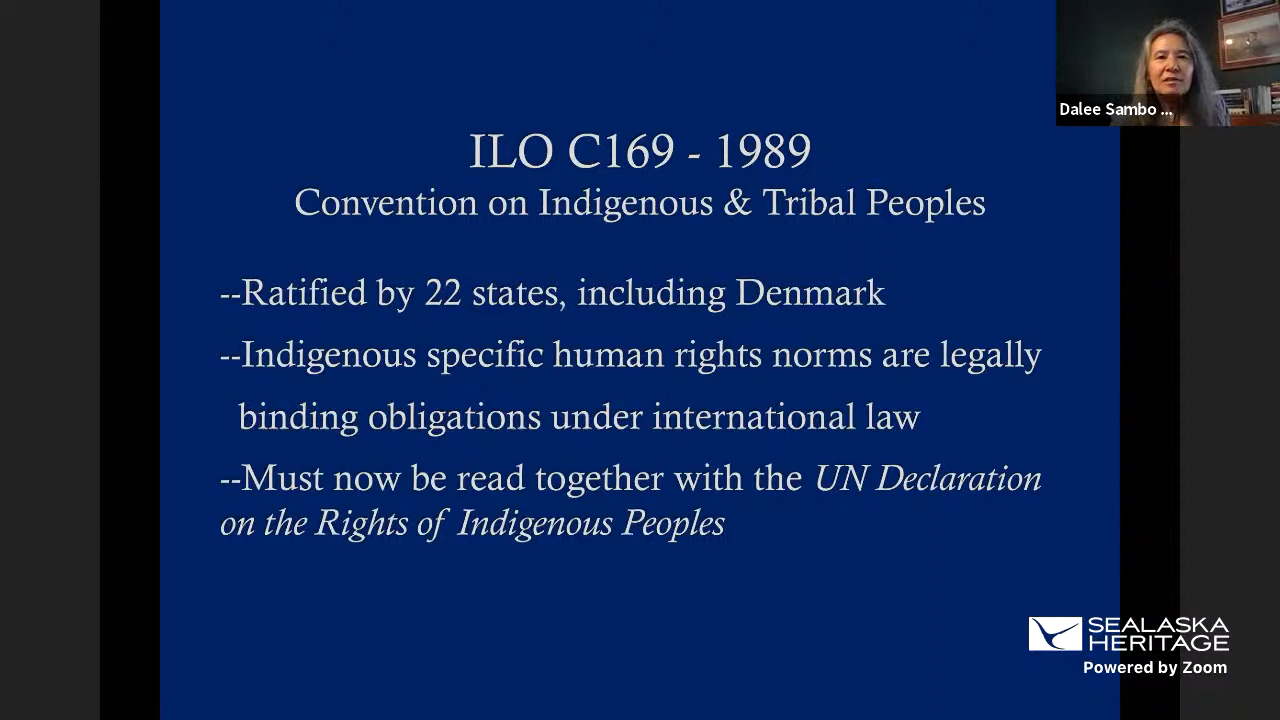 Dalee Sambo ...
ILO C169 - 1989
Convention on Indigenous & Tribal Peoples
--Ratified by 22 states, including Denmark
--Indigenous specific human rights norms are legally
binding obligations under international law
--Must now be read together with the UN Declaration
on the Rights of Indigenous Peoples
SEALASKA
HERITAGE
Powered by Zoom